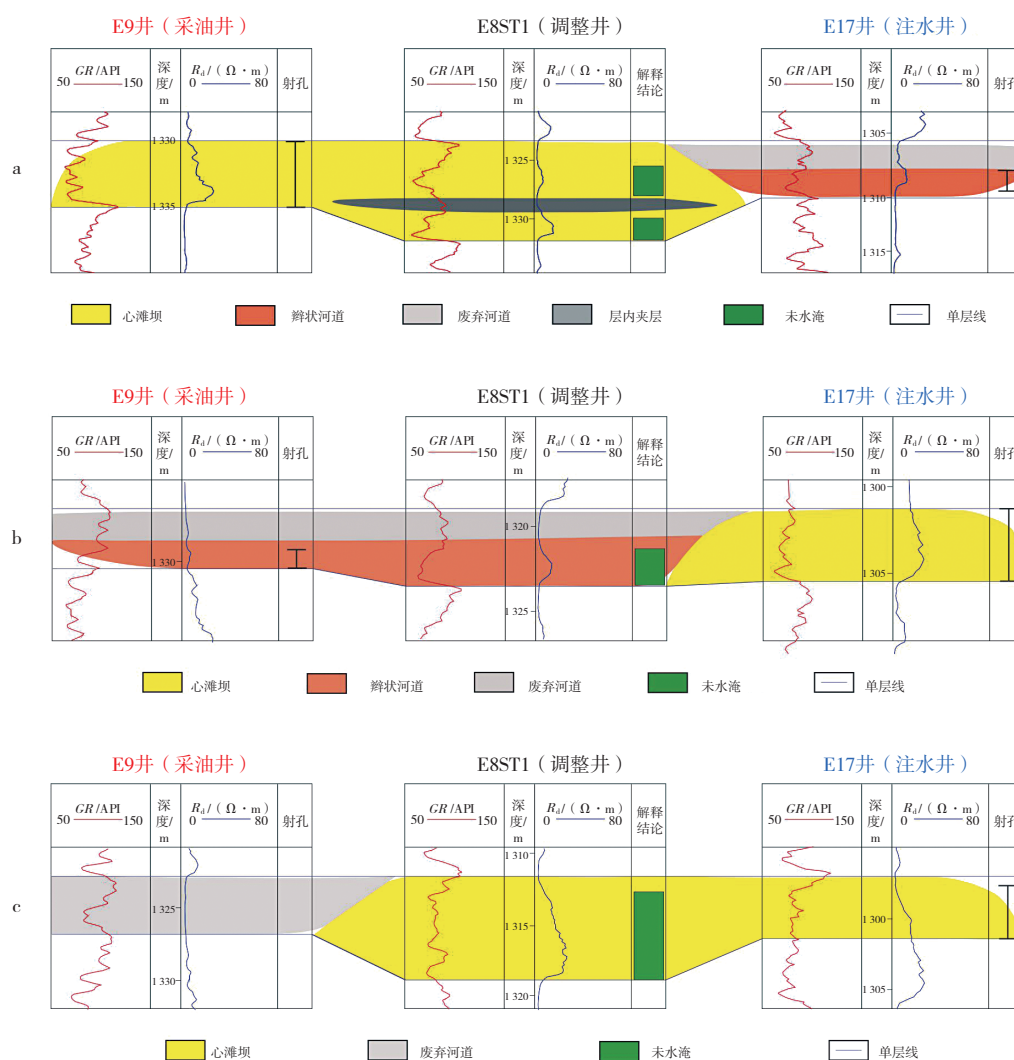 E9井（采油井） E8ST1（调整井） E17井（注水井）
a
GR/API 50 150 深度/m Rd/（Ω·m） 0 80 射孔
GR/API 50 150 深度/m Rd/（Ω·m） 0 80 解释结论
GR/API 50 150 深度/m Rd/（Ω·m） 0 80 射孔
1 330
1 335
1 325
1 330
1 305
1 310
1 315
心滩坝 辫状河道 废弃河道 层内夹层 未水淹 单层线
E9井（采油井） E8ST1（调整井） E17井（注水井）
b
GR/API 50 150 深度/m Rd/（Ω·m） 0 80 射孔
GR/API 50 150 深度/m Rd/（Ω·m） 0 80 解释结论
GR/API 50 150 深度/m Rd/（Ω·m） 0 80 射孔
1 330
1 320
1 325
1 300
1 305
心滩坝 辫状河道 废弃河道 未水淹 单层线
E9井（采油井） E8ST1（调整井） E17井（注水井）
c
GR/API 50 150 深度/m Rd/（Ω·m） 0 80 射孔
GR/API 50 150 深度/m Rd/（Ω·m） 0 80 解释结论
GR/API 50 150 深度/m Rd/（Ω·m） 0 80 射孔
1 325
1 330
1 310
1 315
1 320
1 300
1 305
心滩坝 废弃河道 未水淹 单层线